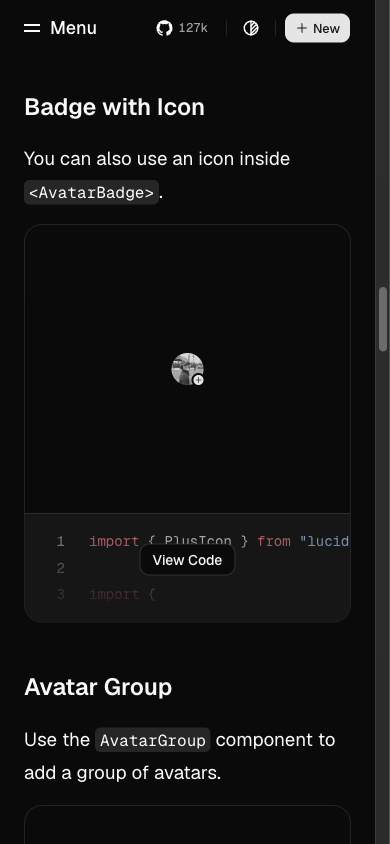 Menu
127k
New
Badge with Icon
You can also use an icon inside
<AvatarBadge>.
1 import { PlusIcon } from "lucid
2
3 import {
View Code
Avatar Group
Use the AvatarGroup component to
add a group of avatars.